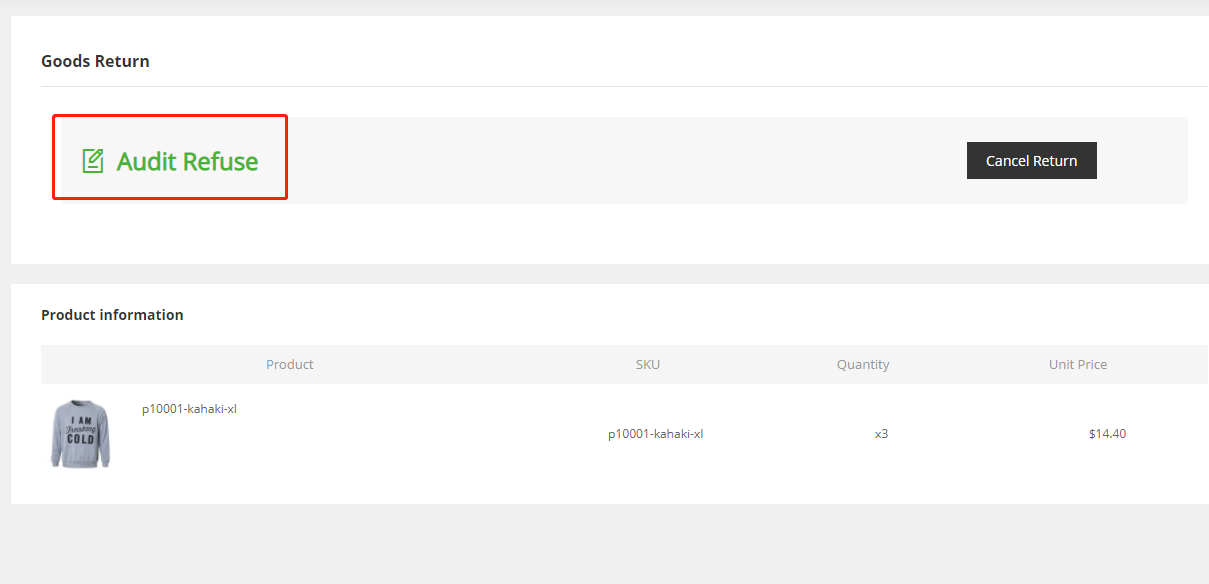 Goods Return
Audit Refuse
Cancel Return
Product information
Product SKU Quantity Unit Price
I AM
Freaking
COLD
p10001-kahaki-xl
p10001-kahaki-xl x3 $14.40